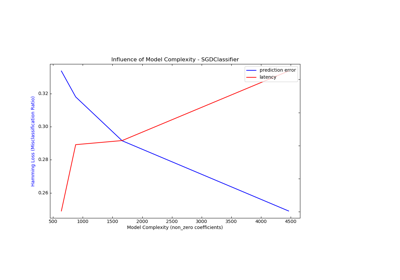 Influence of Model Complexity - SGDClassifier
prediction error
latency
Hamming Loss (Misclassification Ratio)
0.32
0.30
0.28
0.26
500 1000 1500 2000 2500 3000 3500 4000 4500
Model Complexity (non_zero coefficients)